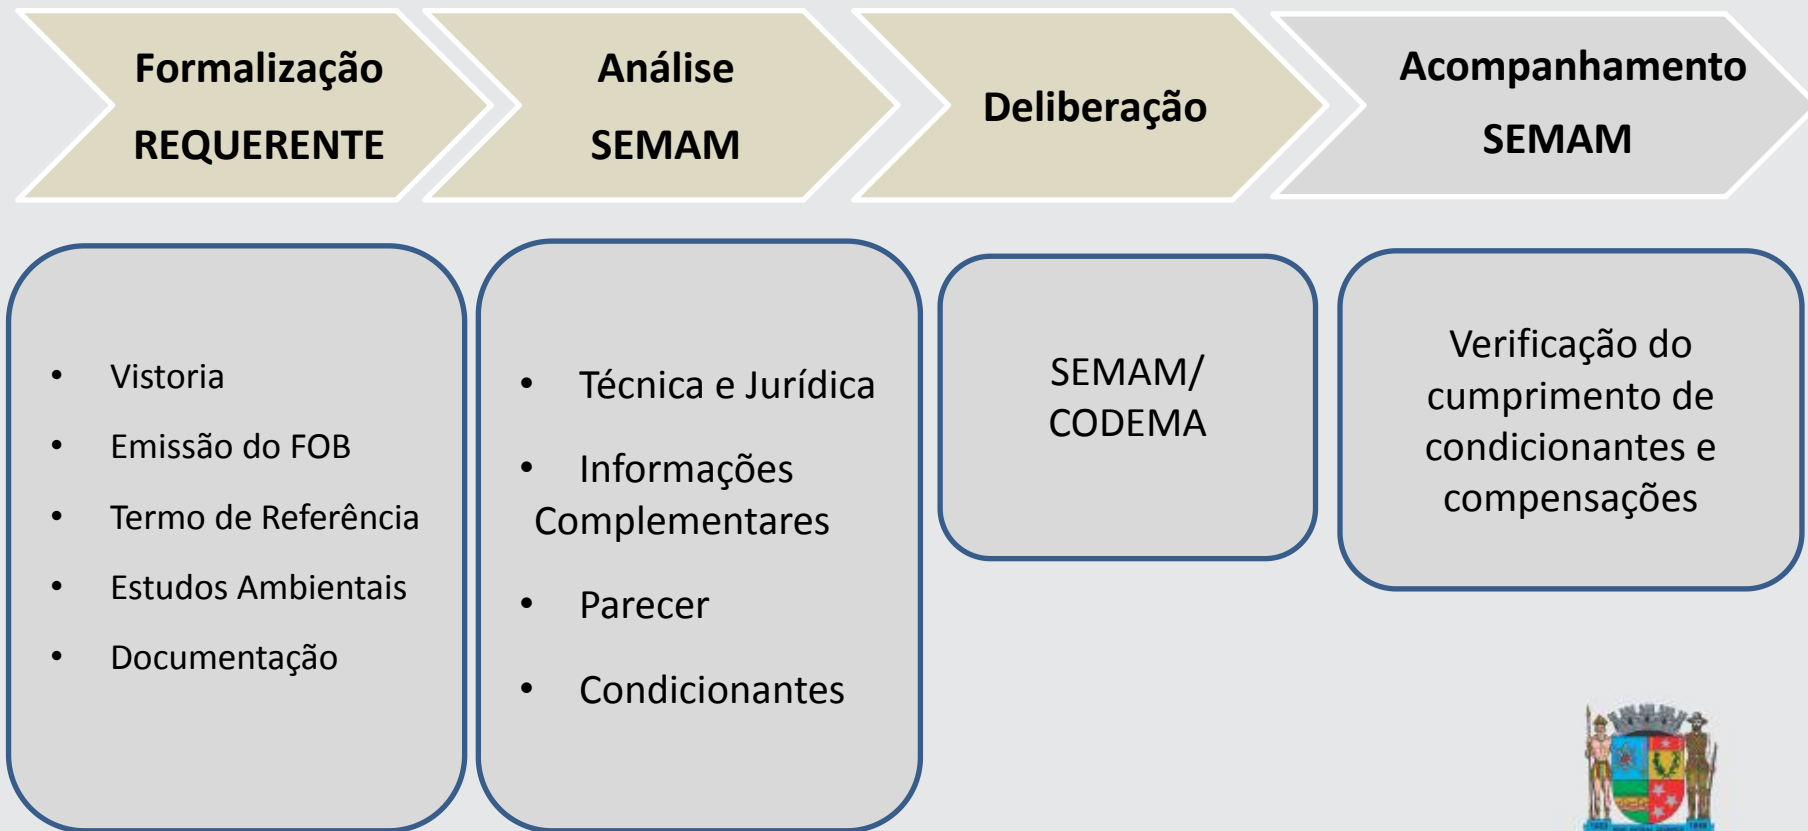 Formalização
REQUERENTE
Análise
SEMAM
Deliberação
Acompanhamento
SEMAM
• Vistoria
• Emissão do FOB
• Termo de Referência
• Estudos Ambientais
• Documentação
• Técnica e Jurídica
• Informações
Complementares
• Parecer
• Condicionantes
SEMAM/
CODEMA
Verificação do
cumprimento de
condicionantes e
compensações